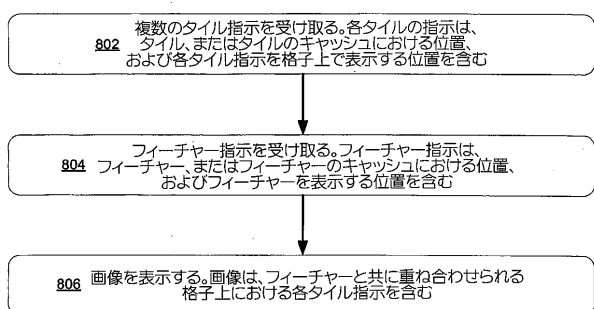 複数のタイル指示を受け取る。各タイルの指示は、
802 タイル、またはタイルのキャッシュにおける位置、
および各タイル指示を格子上で表示する位置を含む
フィーチャー指示を受け取る。フィーチャー指示は、
804 フィーチャー、またはフィーチャーのキャッシュにおける位置、
およびフィーチャーを表示する位置を含む
806 画像を表示する。画像は、フィーチャーと共に重ね合わせられる
格子上における各タイル指示を含む